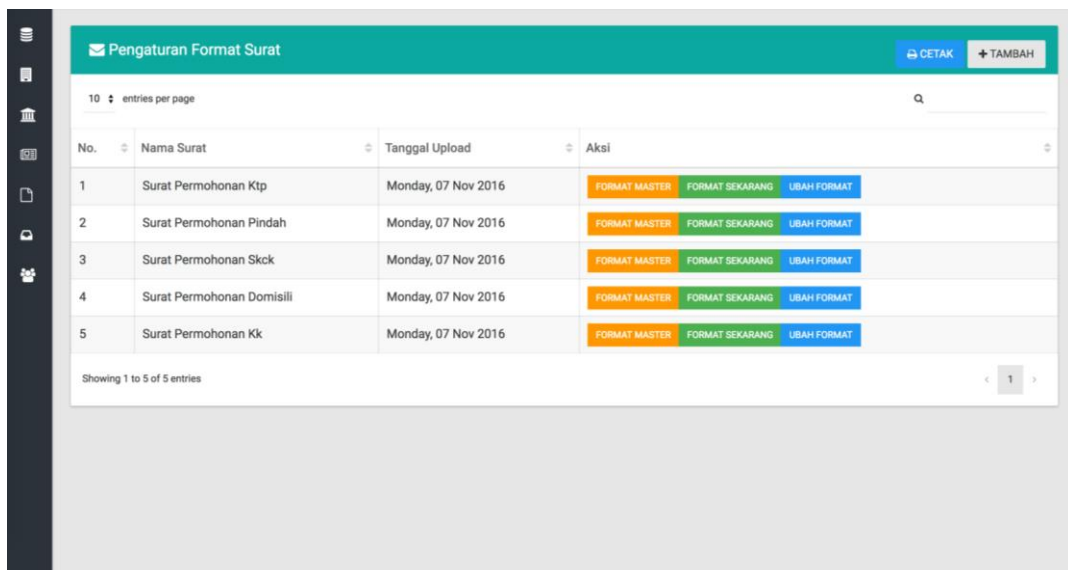 Pengaturan Format Surat
CETAK
+ TAMBAH
10 entries per page
No. Nama Surat Tanggal Upload Aksi
1 Surat Permohonan Ktp Monday, 07 Nov 2016 FORMAT MASTER FORMAT SEKARANG UBAH FORMAT
2 Surat Permohonan Pindah Monday, 07 Nov 2016 FORMAT MASTER FORMAT SEKARANG UBAH FORMAT
3 Surat Permohonan Skck Monday, 07 Nov 2016 FORMAT MASTER FORMAT SEKARANG UBAH FORMAT
4 Surat Permohonan Domisili Monday, 07 Nov 2016 FORMAT MASTER FORMAT SEKARANG UBAH FORMAT
5 Surat Permohonan Kk Monday, 07 Nov 2016 FORMAT MASTER FORMAT SEKARANG UBAH FORMAT
Showing 1 to 5 of 5 entries
‹ 1 ›